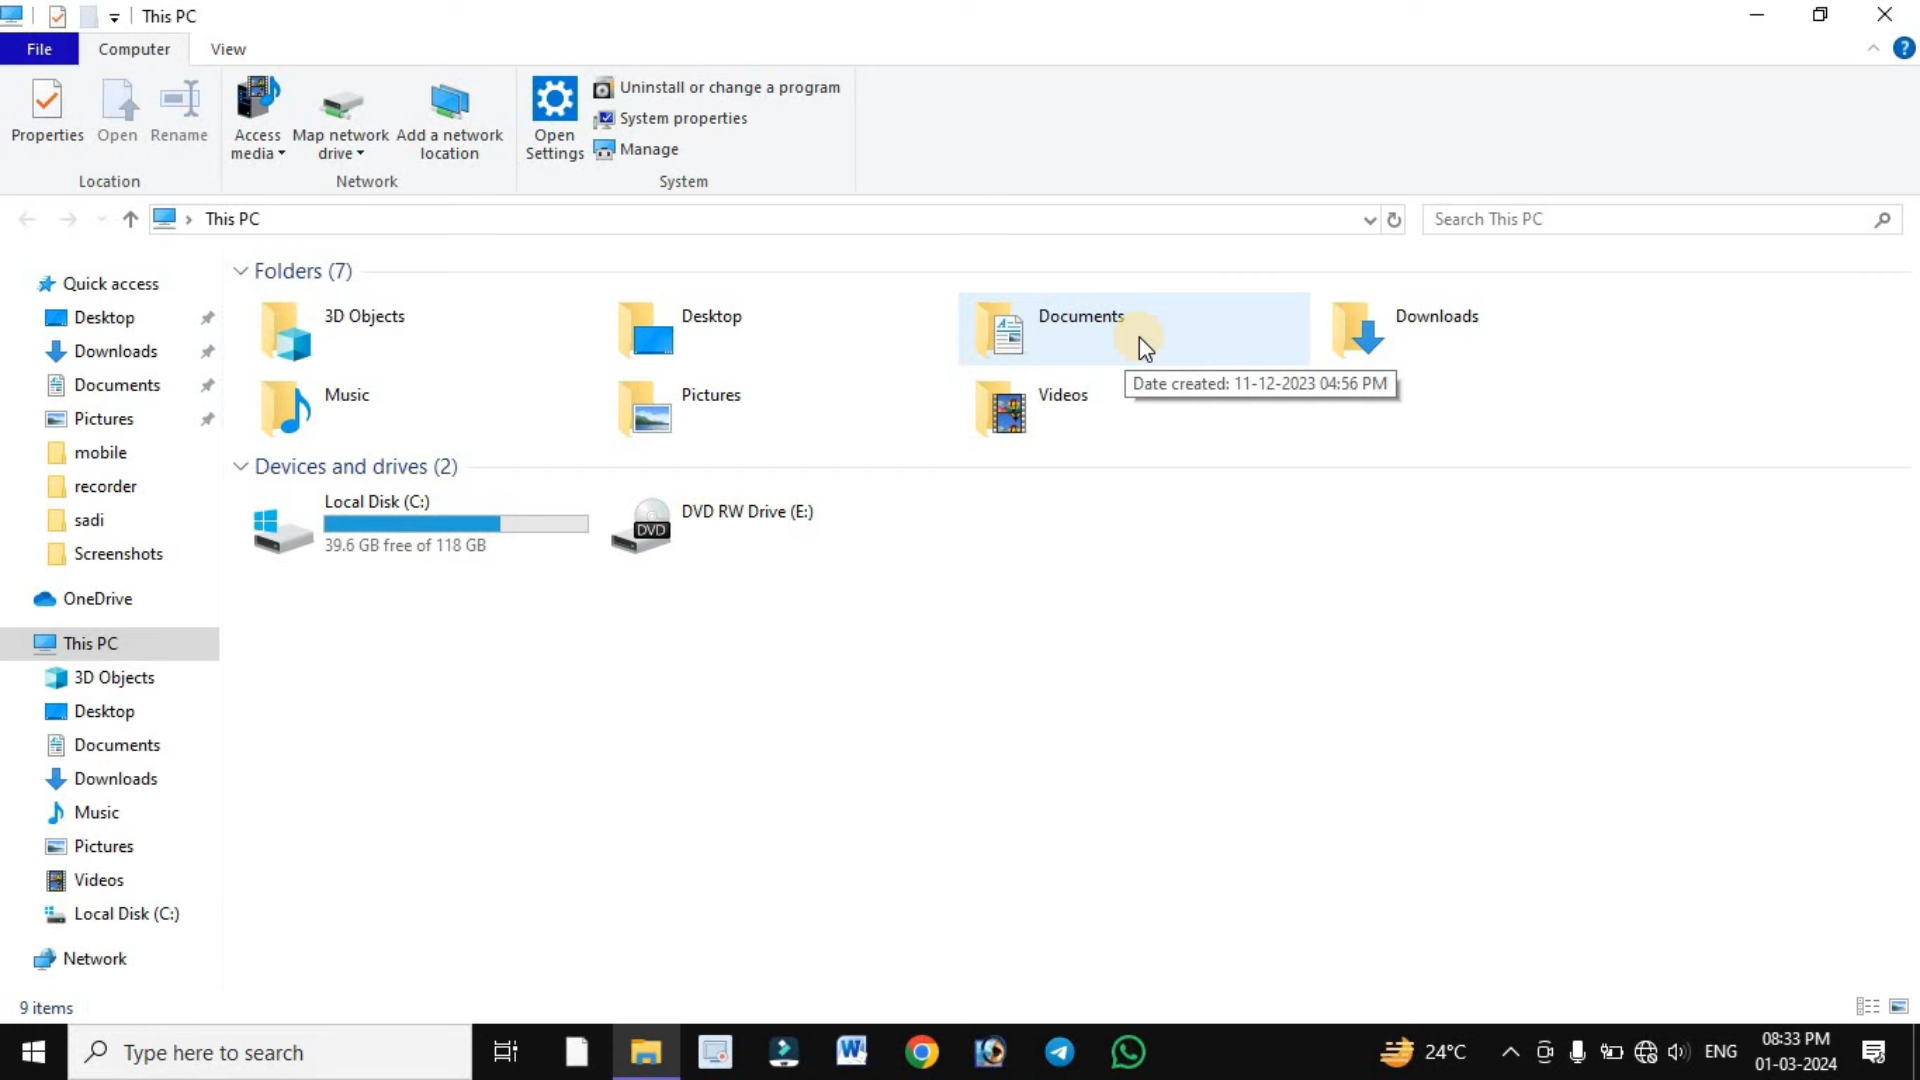 This PC
File
Computer
View
Properties
Open
Rename
Location
Access
media
Map network
drive
Add a network
location
Network
Open
Settings
Uninstall or change a program
System properties
Manage
System
This PC
Search This PC
Quick access
Desktop
Downloads
Documents
Pictures
mobile
recorder
sadi
Screenshots
OneDrive
This PC
3D Objects
Desktop
Documents
Downloads
Music
Pictures
Videos
Local Disk (C:)
Network
Folders (7)
3D Objects
Desktop
Documents
Downloads
Music
Pictures
Videos
Date created: 11-12-2023 04:56 PM
Devices and drives (2)
Local Disk (C:)
39.6 GB free of 118 GB
DVD
DVD RW Drive (E:)
9 items
Type here to search
W
24°C
ENG
08:33 PM
01-03-2024